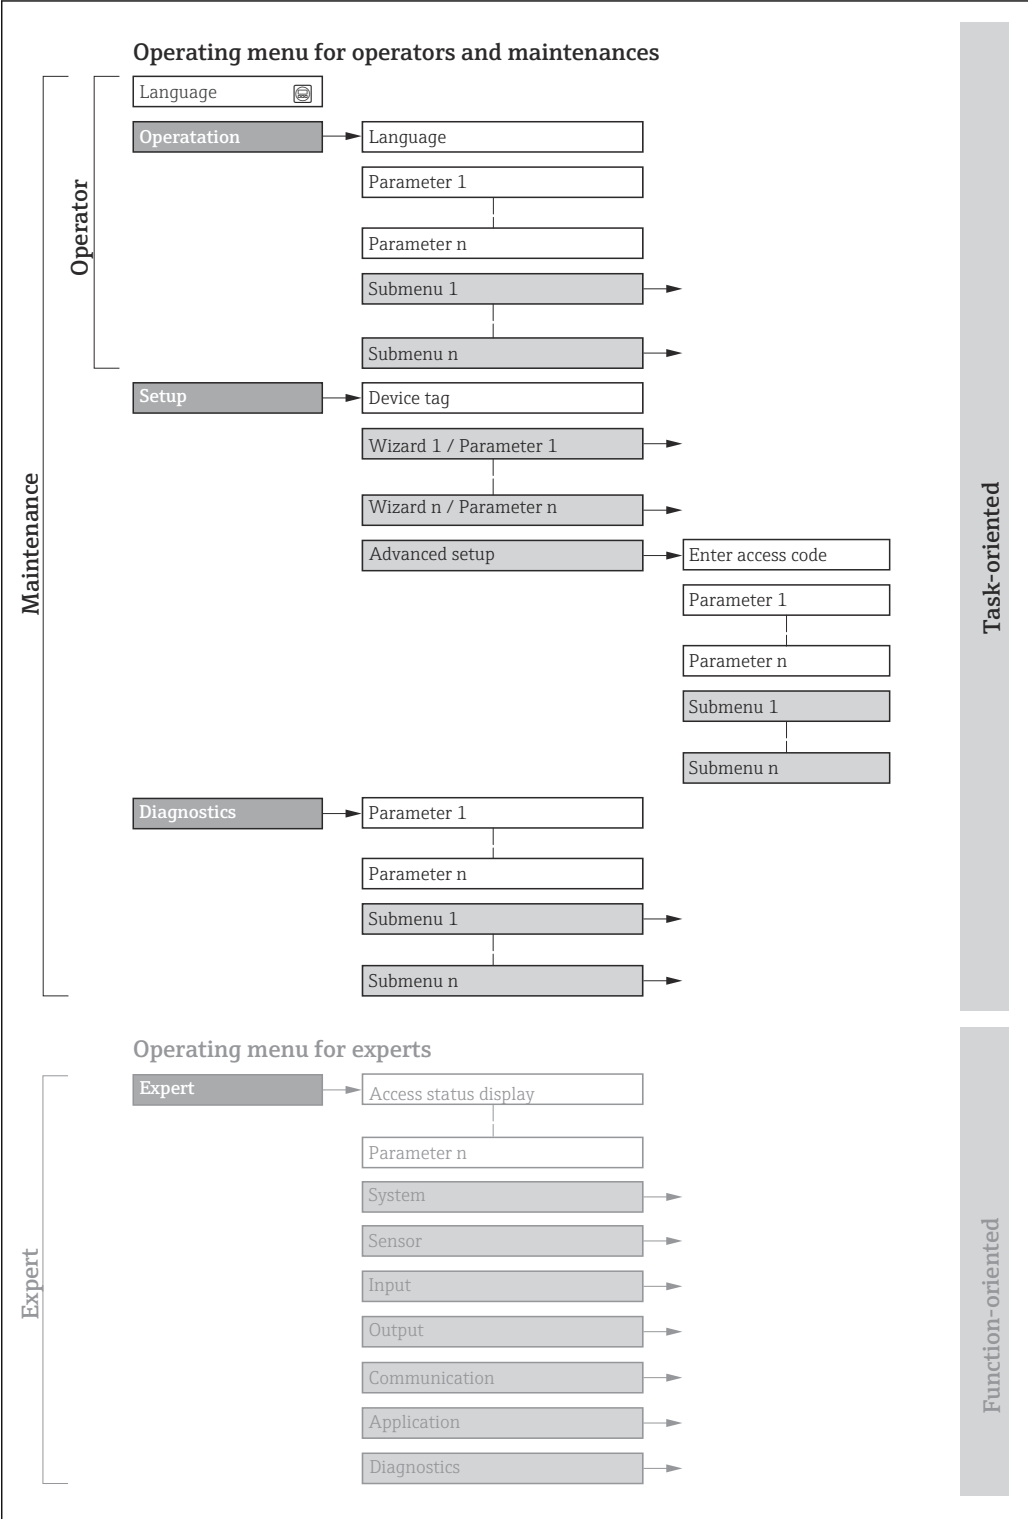 Operating menu for operators and maintenances
Language
Operatation
Language
Parameter 1
Parameter n
Submenu 1
Submenu n
Operator
Setup
Device tag
Wizard 1 / Parameter 1
Wizard n / Parameter n
Advanced setup
Enter access code
Parameter 1
Parameter n
Submenu 1
Submenu n
Maintenance
Task-oriented
Diagnostics
Parameter 1
Parameter n
Submenu 1
Submenu n
Operating menu for experts
Expert
Access status display
Parameter n
System
Sensor
Input
Output
Communication
Application
Diagnostics
Expert
Function-oriented